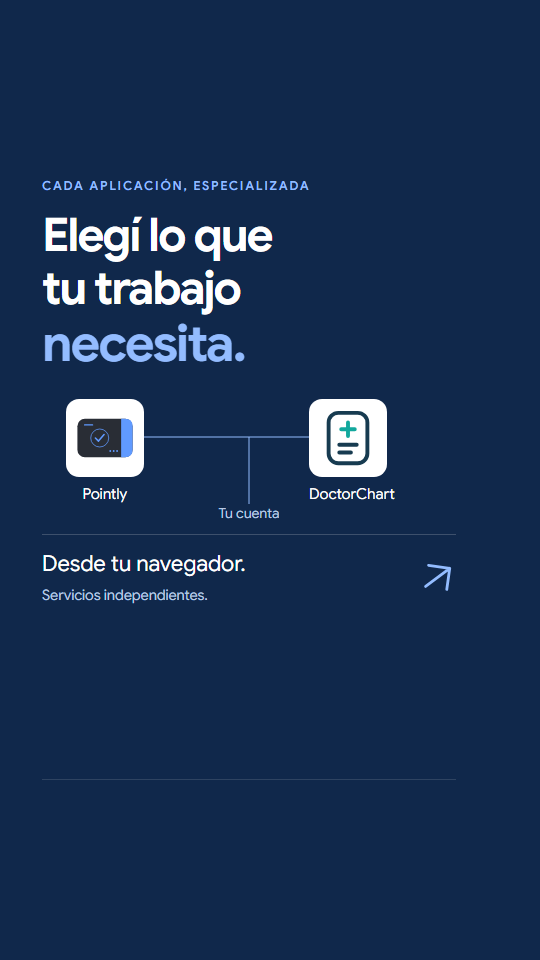 CADA APLICACIÓN, ESPECIALIZADA
Elegí lo que
tu trabajo
necesita.
Pointly
DoctorChart
Tu cuenta
Desde tu navegador.
Servicios independientes.